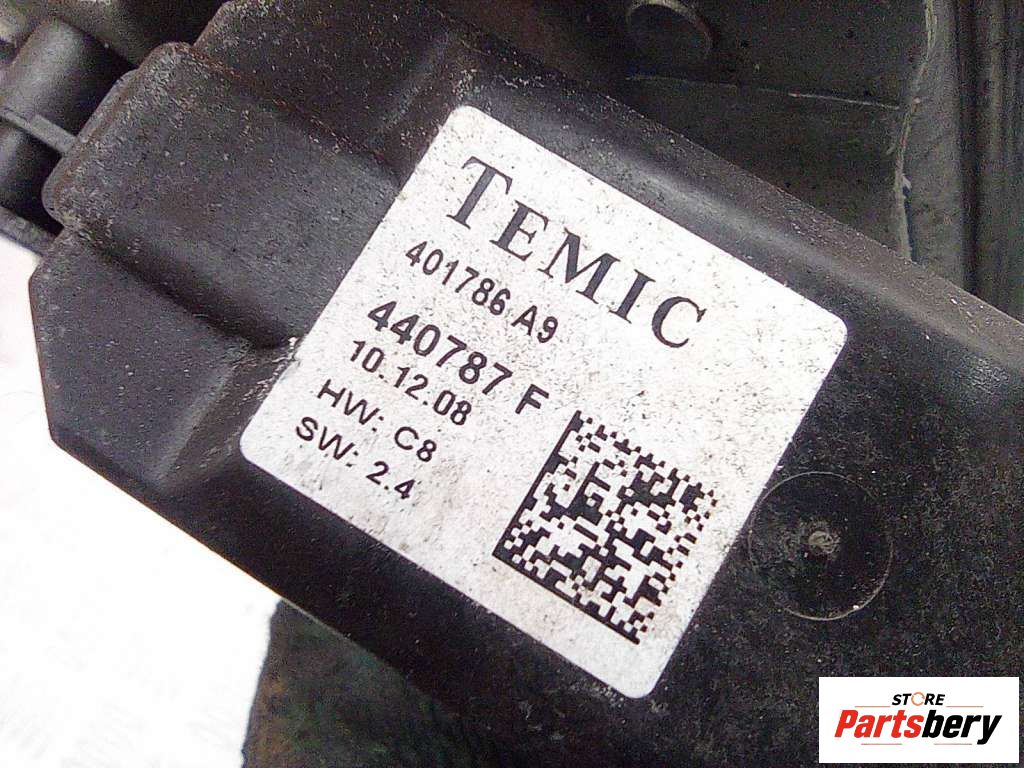 TEMIC
401786 A9
440787 F
10.12.08
HW: C8
SW: 2.4
STORE
Partsbery